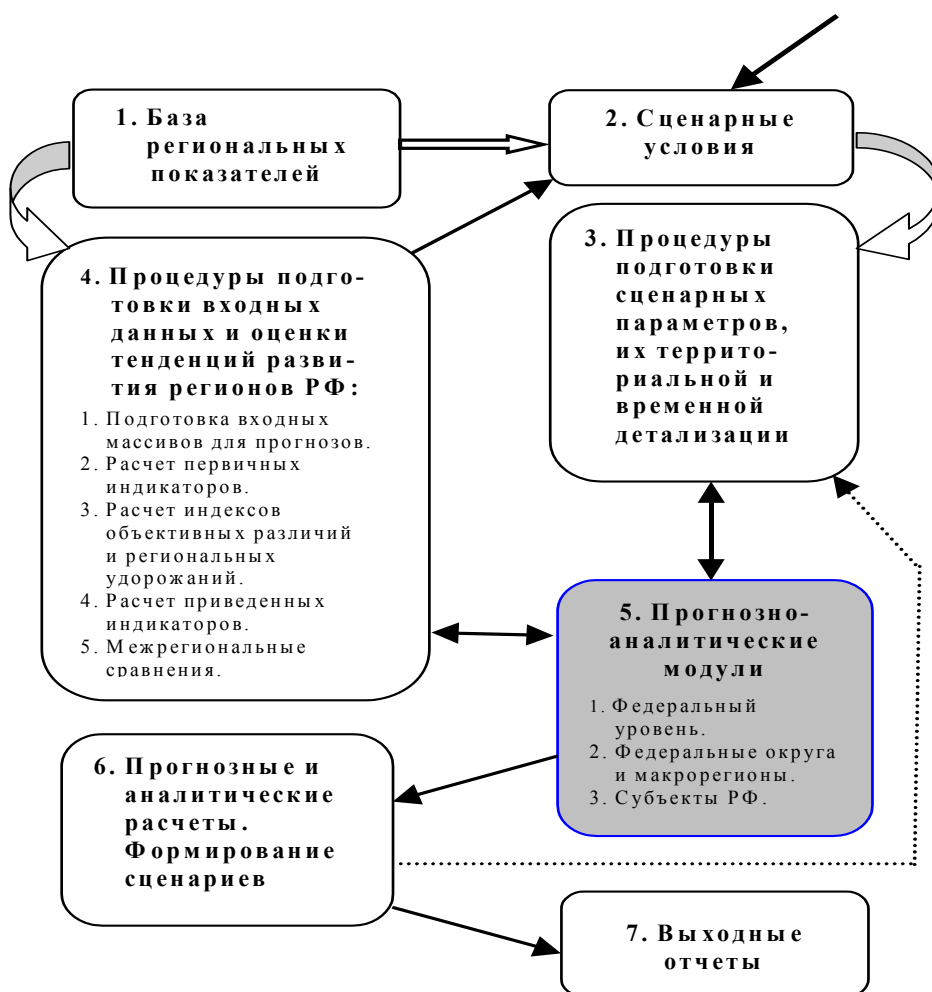 1. База
региональных
показателей
2. Сценарные
условия
3. Процедуры
подготовки
сценарных
параметров,
их террито-
риальной и
временной
детализации
4. Процедуры подго-
товки входных
данных и оценки
тенденций разви-
тия регионов РФ:
1. Подготовка входных
массивов для прогнозов.
2. Расчет первичных
индикаторов.
3. Расчет индексов
объективных различий
и региональных
удорожаний.
4. Расчет приведенных
индикаторов.
5. Межрегиональные
сравнения.
5. Прогнозно-
аналитические
модули
1. Федеральный
уровень.
2. Федеральные округа
и макрорегионы.
3. Субъекты РФ.
6. Прогнозные и
аналитические
расчеты.
Формирование
сценариев
7. Выходные
отчеты